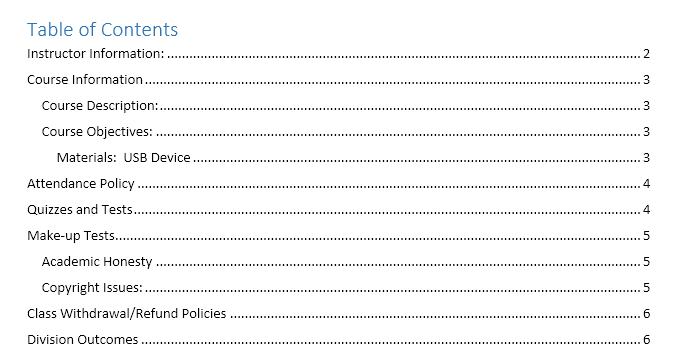 Table of Contents
Instructor Information: ........................................ 2
Course Information ........................................ 3
Course Description: ........................................ 3
Course Objectives: ........................................ 3
Materials:  USB Device ........................................ 3
Attendance Policy ........................................ 4
Quizzes and Tests ........................................ 4
Make-up Tests ........................................ 5
Academic Honesty ........................................ 5
Copyright Issues: ........................................ 5
Class Withdrawal/Refund Policies ........................................ 6
Division Outcomes ........................................ 6